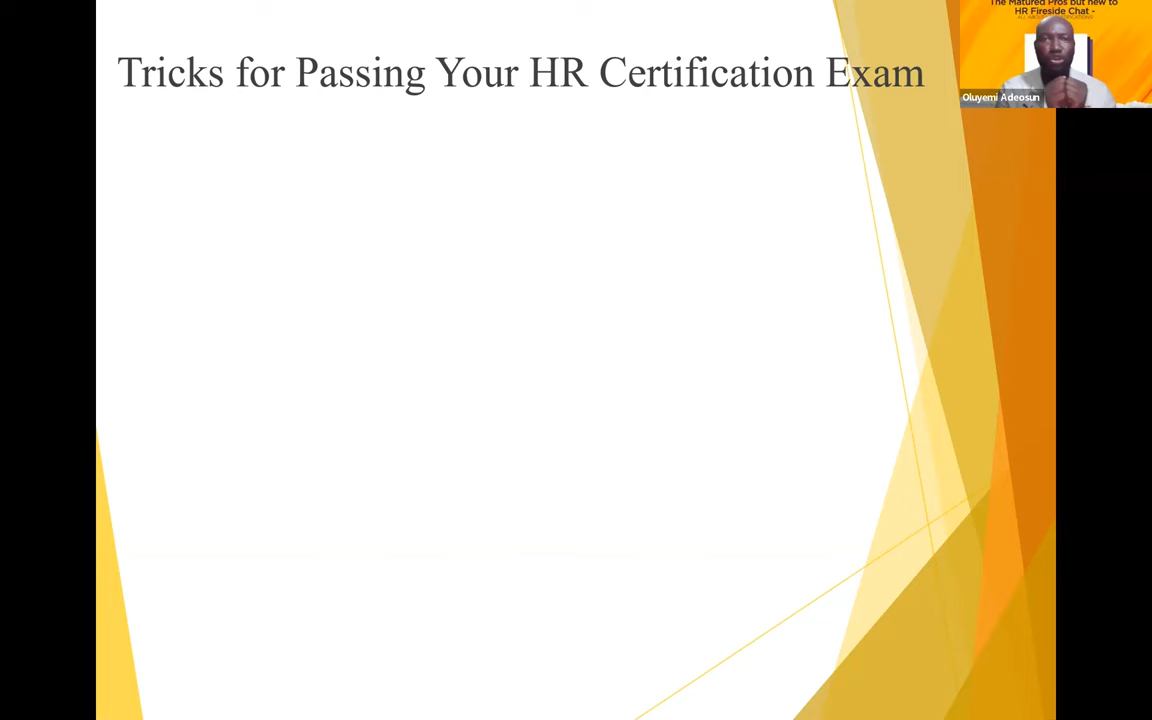 Tricks for Passing Your HR Certification Exam
The Matured Pros but new to
HR Fireside Chat -
Oluyemi Adeosun